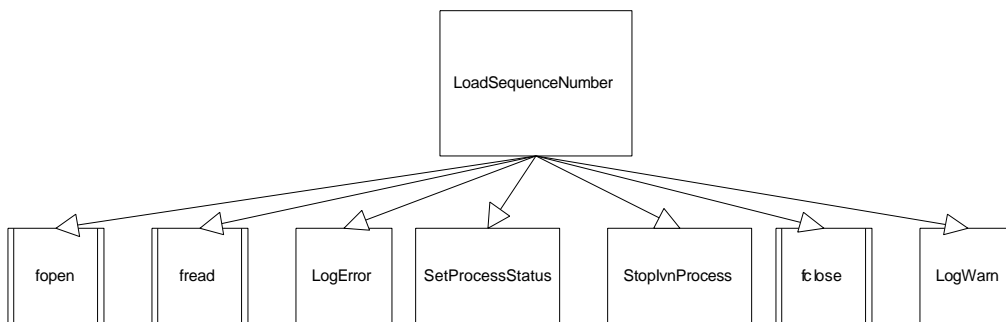 LoadSequenceNumber
fopen
fread
LogError
SetProcessStatus
StopIvnProcess
fclose
LogWarn